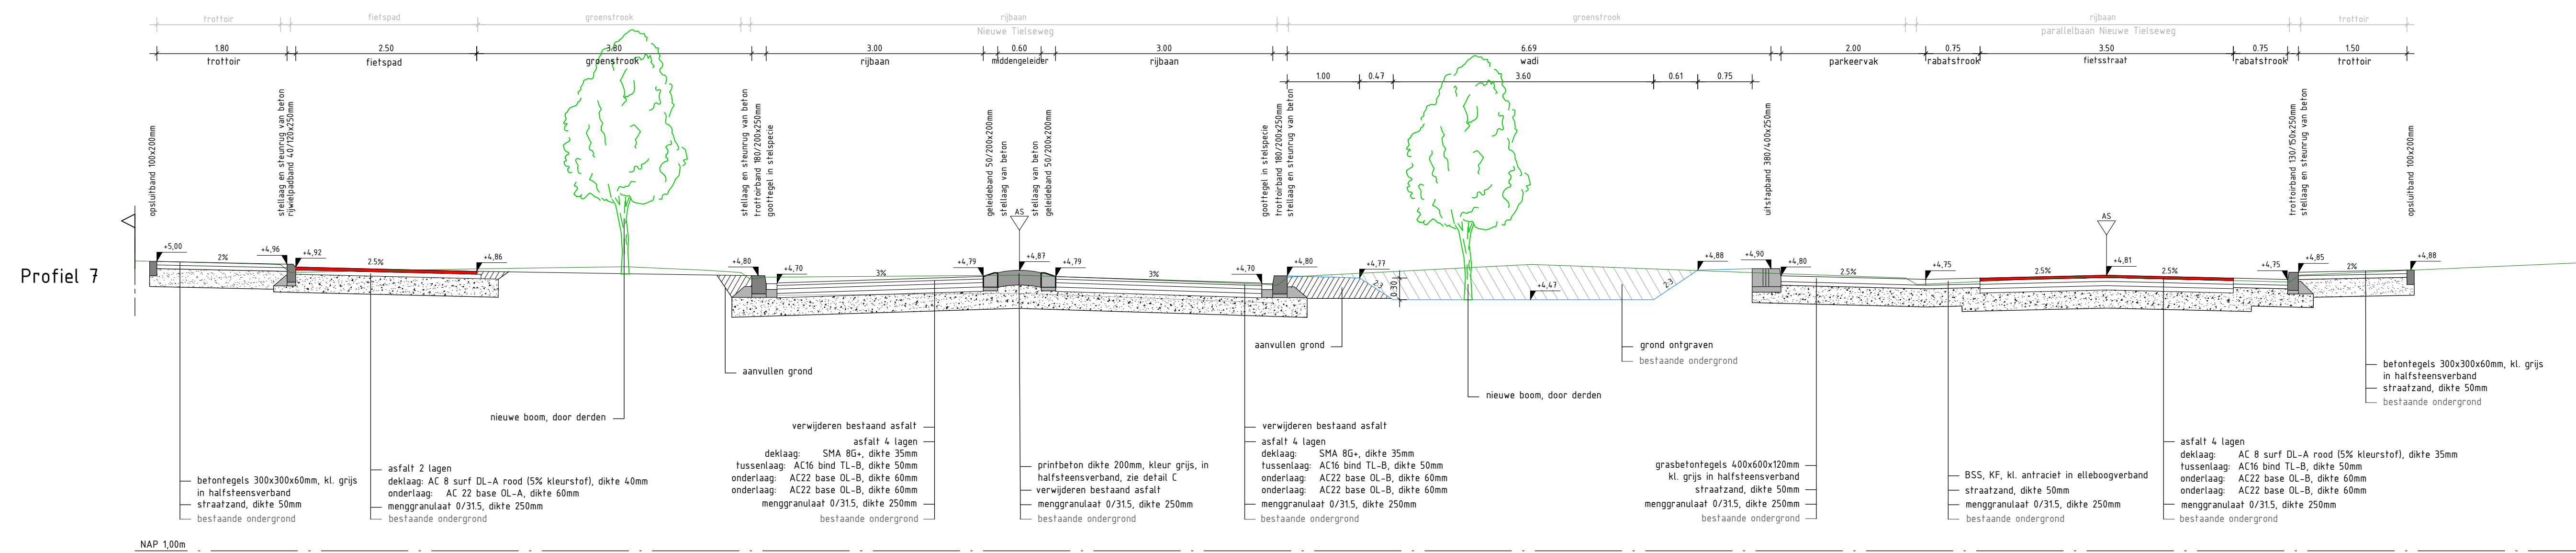 trottoir
fietspad
groenstrook
rijbaan
groenstrook
rijbaan
trottoir
Nieuwe Tielseweg
parallelbaan Nieuwe Tielseweg
1.80
2.50
3.80
3.00
0.60
3.00
6.69
2.00
0.75
3.50
0.75
1.50
trottoir
fietspad
groenstrook
rijbaan
middengeleider
rijbaan
wadi
parkeervak
rabatstrook
fietsstraat
rabatstrook
trottoir
1.00
0.47
3.60
0.61
0.75
opsluitband 100x200mm
stellaag en steunrug van beton
rijwielpadband 40/120x250mm
stellaag en steunrug van beton
trottoirband 180/200x250mm
goottegel in stelspecie
geleideband 50/200x200mm
stellaag van beton
stellaag van beton
geleideband 50/200x200mm
goottegel in stelspecie
trottoirband 180/200x250mm
stellaag en steunrug van beton
uitstapband 380/400x250mm
trottoirband 130/150x250mm
stellaag en steunrug van beton
opsluitband 100x200mm
AS
AS
Profiel 7
+5,00
2%
+4,96
+4,92
2.5%
+4,86
+4,80
+4,70
3%
+4,79
+4,87
+4,79
3%
+4,70
+4,80
+4,77
2:3
0.30
+4,47
2:3
+4,88
+4,90
+4,80
2.5%
+4,75
2.5%
+4,81
2.5%
+4,75
+4,85
2%
+4,88
aanvullen grond
nieuwe boom, door derden
aanvullen grond
grond ontgraven
bestaande ondergrond
nieuwe boom, door derden
betontegels 300x300x60mm, kl. grijs
in halfsteensverband
straatzand, dikte 50mm
bestaande ondergrond
betontegels 300x300x60mm, kl. grijs
in halfsteensverband
straatzand, dikte 50mm
bestaande ondergrond
asfalt 2 lagen
deklaag: AC 8 surf DL-A rood (5% kleurstof), dikte 40mm
onderlaag: AC 22 base OL-A, dikte 60mm
menggranulaat 0/31.5, dikte 250mm
bestaande ondergrond
verwijderen bestaand asfalt
asfalt 4 lagen
deklaag: SMA 8G+, dikte 35mm
tussenlaag: AC16 bind TL-B, dikte 50mm
onderlaag: AC22 base OL-B, dikte 60mm
onderlaag: AC22 base OL-B, dikte 60mm
menggranulaat 0/31.5, dikte 250mm
bestaande ondergrond
printbeton dikte 200mm, kleur grijs, in
halfsteensverband, zie detail C
verwijderen bestaand asfalt
menggranulaat 0/31.5, dikte 250mm
bestaande ondergrond
verwijderen bestaand asfalt
asfalt 4 lagen
deklaag: SMA 8G+, dikte 35mm
tussenlaag: AC16 bind TL-B, dikte 50mm
onderlaag: AC22 base OL-B, dikte 60mm
onderlaag: AC22 base OL-B, dikte 60mm
menggranulaat 0/31.5, dikte 250mm
bestaande ondergrond
grasbetontegels 400x600x120mm
kl. grijs in halfsteensverband
straatzand, dikte 50mm
menggranulaat 0/31.5, dikte 250mm
bestaande ondergrond
BSS, KF, kl. antraciet in elleboogverband
straatzand, dikte 50mm
menggranulaat 0/31.5, dikte 250mm
bestaande ondergrond
asfalt 4 lagen
deklaag: AC 8 surf DL-A rood (5% kleurstof), dikte 35mm
tussenlaag: AC16 bind TL-B, dikte 50mm
onderlaag: AC22 base OL-B, dikte 60mm
onderlaag: AC22 base OL-B, dikte 60mm
menggranulaat 0/31.5, dikte 250mm
bestaande ondergrond
NAP 1,00m